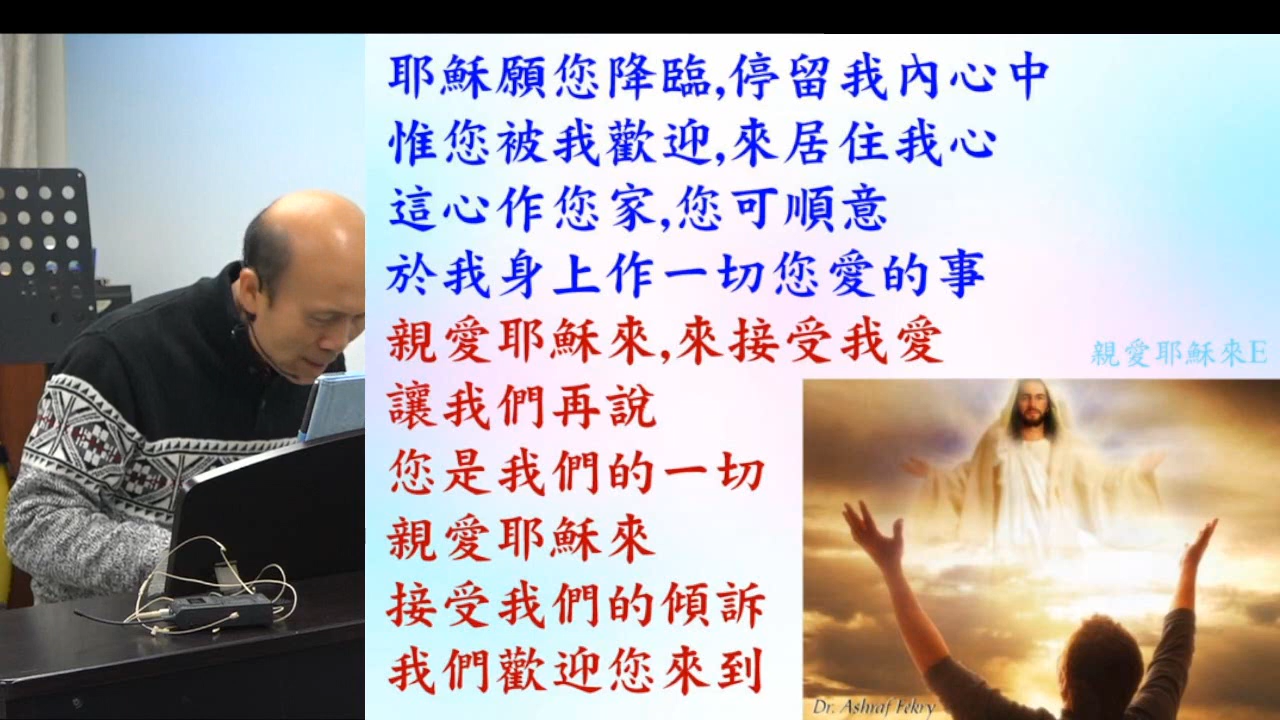 耶穌願您降臨,停留我內心中
惟您被我歡迎,來居住我心
這心作您家,您可順意
於我身上作一切您愛的事
親愛耶穌來,來接受我愛
讓我們再說
您是我們的一切
親愛耶穌來
接受我們的傾訴
我們歡迎您來到
親愛耶穌來E
Dr. Ashraf Fekry